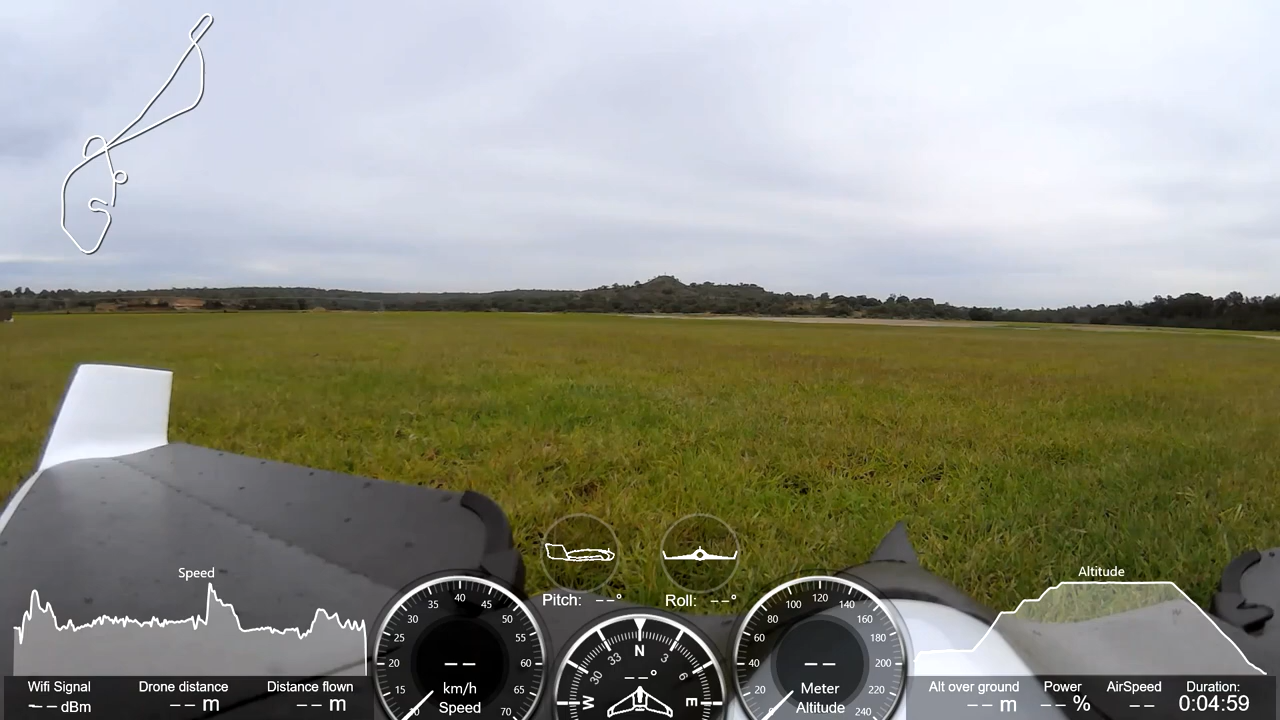 Speed
Altitude
Pitch: --°
Roll: --°
10 15 20 25 30 35 40 45 50 55 60 65 70
--
km/h
Speed
N 3 6 E W 30 33
---°
20 40 60 80 100 120 140 160 180 200 220 240
--
Meter
Altitude
Wifi Signal
-- dBm
Drone distance
-- m
Distance flown
-- m
Alt over ground
-- m
Power
-- %
AirSpeed
--
Duration:
0:04:59